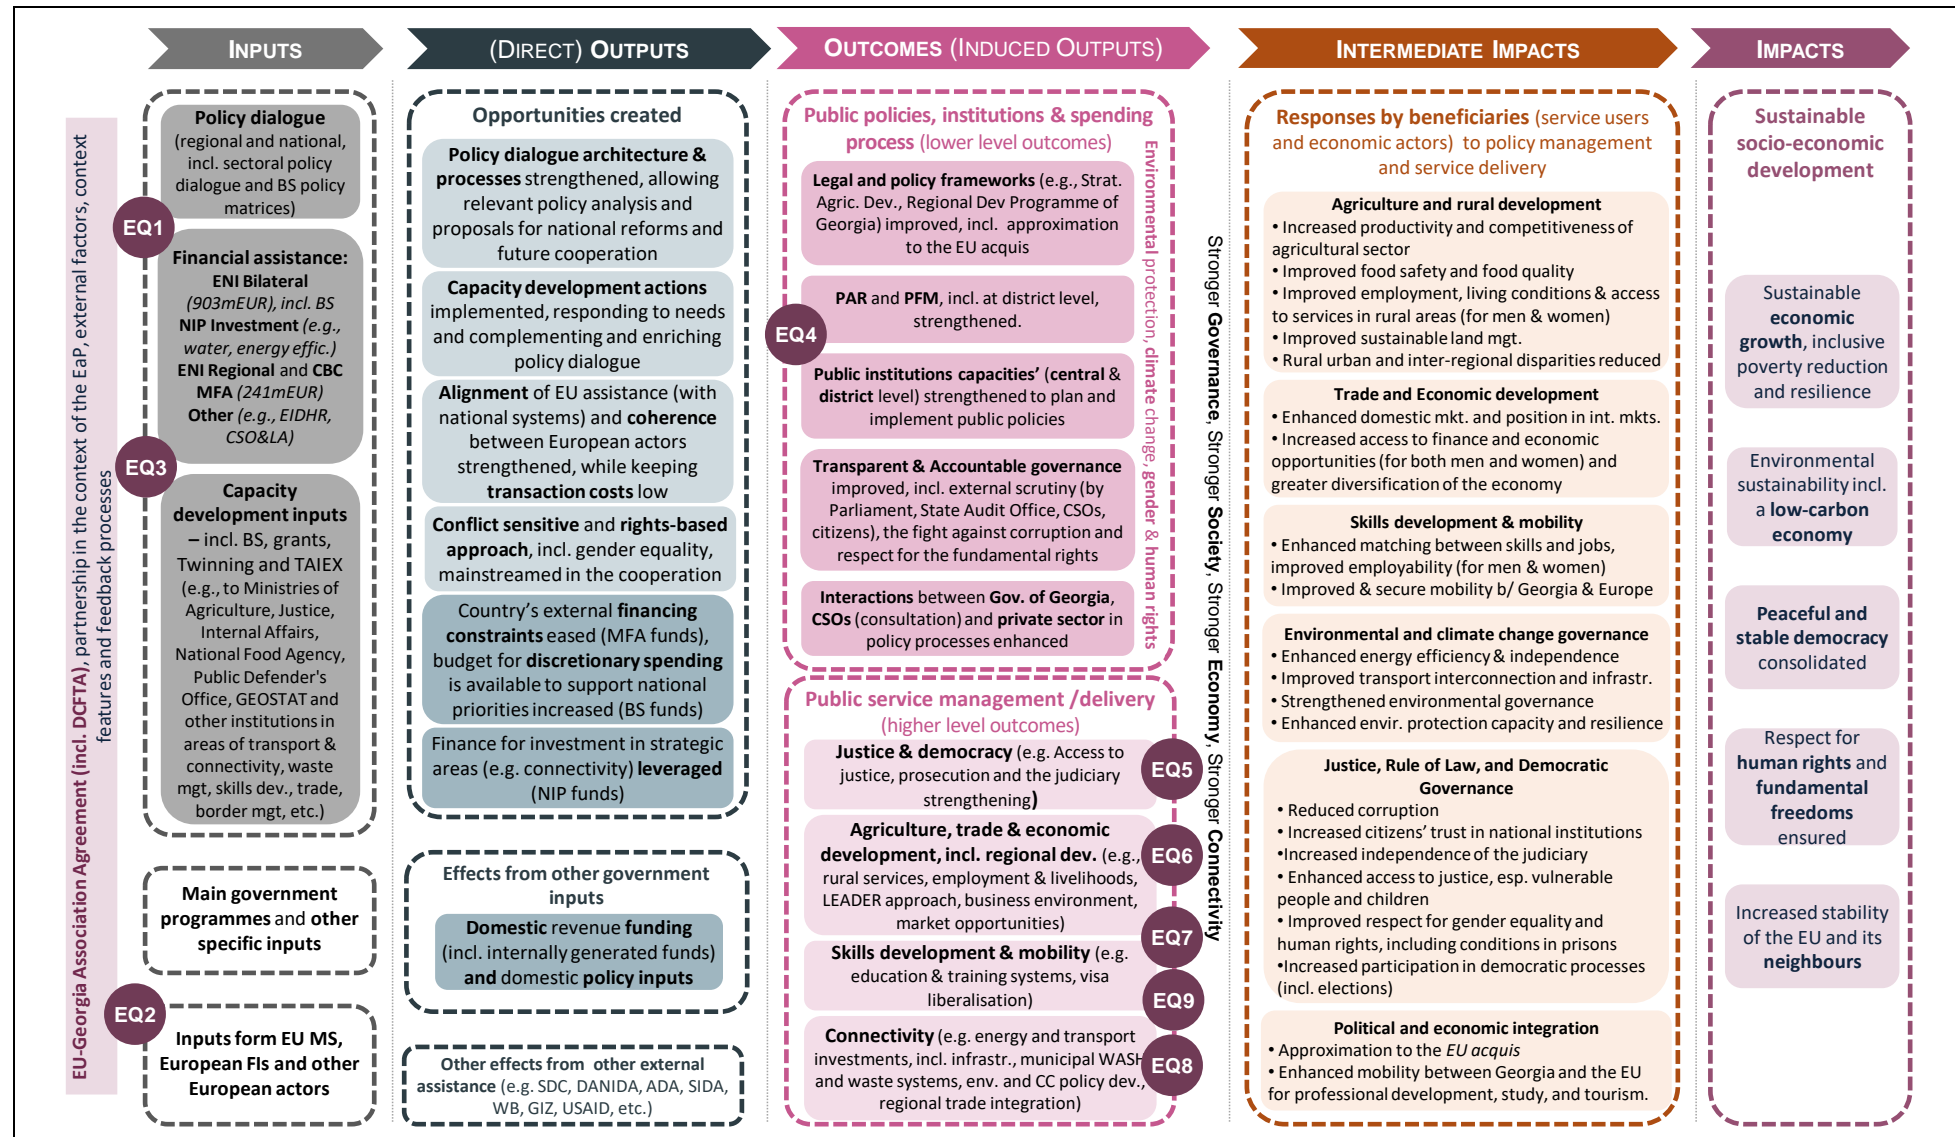 INPUTS
(DIRECT) OUTPUTS
OUTCOMES (INDUCED OUTPUTS)
INTERMEDIATE IMPACTS
IMPACTS
EU-Georgia Association Agreement (incl. DCFTA), partnership in the context of the EaP, external factors, context
features and feedback processes
Policy dialogue
(regional and national,
incl. sectoral policy
dialogue and BS policy
matrices)
EQ1
Financial assistance:
ENI Bilateral
(903mEUR), incl. BS
NIP Investment (e.g.,
water, energy effic.)
ENI Regional and CBC
MFA (241mEUR)
Other (e.g., EIDHR,
CSO&LA)
EQ3
Capacity
development inputs
– incl. BS, grants,
Twinning and TAIEX
(e.g., to Ministries of
Agriculture, Justice,
Internal Affairs,
National Food Agency,
Public Defender's
Office, GEOSTAT and
other institutions in
areas of transport &
connectivity, waste
mgt, skills dev., trade,
border mgt, etc.)
Main government
programmes and other
specific inputs
EQ2
Inputs form EU MS,
European FIs and other
European actors
Opportunities created
Policy dialogue architecture &
processes strengthened, allowing
relevant policy analysis and
proposals for national reforms and
future cooperation
Capacity development actions
implemented, responding to needs
and complementing and enriching
policy dialogue
Alignment of EU assistance (with
national systems) and coherence
between European actors
strengthened, while keeping
transaction costs low
Conflict sensitive and rights-based
approach, incl. gender equality,
mainstreamed in the cooperation
Country's external financing
constraints eased (MFA funds),
budget for discretionary spending
is available to support national
priorities increased (BS funds)
Finance for investment in strategic
areas (e.g. connectivity) leveraged
(NIP funds)
Effects from other government
inputs
Domestic revenue funding
(incl. internally generated funds)
and domestic policy inputs
Other effects from other external
assistance (e.g. SDC, DANIDA, ADA, SIDA,
WB, GIZ, USAID, etc.)
Public policies, institutions & spending
process (lower level outcomes)
Legal and policy frameworks (e.g., Strat.
Agric. Dev., Regional Dev Programme of
Georgia) improved, incl. approximation
to the EU acquis
PAR and PFM, incl. at district level,
strengthened.
EQ4
Public institutions capacities' (central &
district level) strengthened to plan and
implement public policies
Transparent & Accountable governance
improved, incl. external scrutiny (by
Parliament, State Audit Office, CSOs,
citizens), the fight against corruption and
respect for the fundamental rights
Interactions between Gov. of Georgia,
CSOs (consultation) and private sector in
policy processes enhanced
Environmental protection, climate change, gender & human rights
Public service management /delivery
(higher level outcomes)
Justice & democracy (e.g. Access to
justice, prosecution and the judiciary
strengthening)
EQ5
Agriculture, trade & economic
development, incl. regional dev. (e.g.,
rural services, employment & livelihoods,
LEADER approach, business environment,
market opportunities)
EQ6
EQ7
Skills development & mobility (e.g.
education & training systems, visa
liberalisation)
EQ9
Connectivity (e.g. energy and transport
investments, incl. infrastr., municipal WASH
and waste systems, env. and CC policy dev.,
regional trade integration)
EQ8
Stronger Governance, Stronger Society, Stronger Economy, Stronger Connectivity
Responses by beneficiaries (service users
and economic actors) to policy management
and service delivery
Agriculture and rural development
• Increased productivity and competitiveness of
agricultural sector
• Improved food safety and food quality
• Improved employment, living conditions & access
to services in rural areas (for men & women)
• Improved sustainable land mgt.
• Rural urban and inter-regional disparities reduced
Trade and Economic development
• Enhanced domestic mkt. and position in int. mkts.
• Increased access to finance and economic
opportunities (for both men and women) and
greater diversification of the economy
Skills development & mobility
• Enhanced matching between skills and jobs,
improved employability (for men & women)
• Improved & secure mobility b/ Georgia & Europe
Environmental and climate change governance
• Enhanced energy efficiency & independence
• Improved transport interconnection and infrastr.
• Strengthened environmental governance
• Enhanced envir. protection capacity and resilience
Justice, Rule of Law, and Democratic
Governance
• Reduced corruption
• Increased citizens' trust in national institutions
•Increased independence of the judiciary
• Enhanced access to justice, esp. vulnerable
people and children
• Improved respect for gender equality and
human rights, including conditions in prisons
•Increased participation in democratic processes
(incl. elections)
Political and economic integration
• Approximation to the EU acquis
• Enhanced mobility between Georgia and the EU
for professional development, study, and tourism.
Sustainable
socio-economic
development
Sustainable
economic
growth, inclusive
poverty reduction
and resilience
Environmental
sustainability incl.
a low-carbon
economy
Peaceful and
stable democracy
consolidated
Respect for
human rights and
fundamental
freedoms
ensured
Increased stability
of the EU and its
neighbours